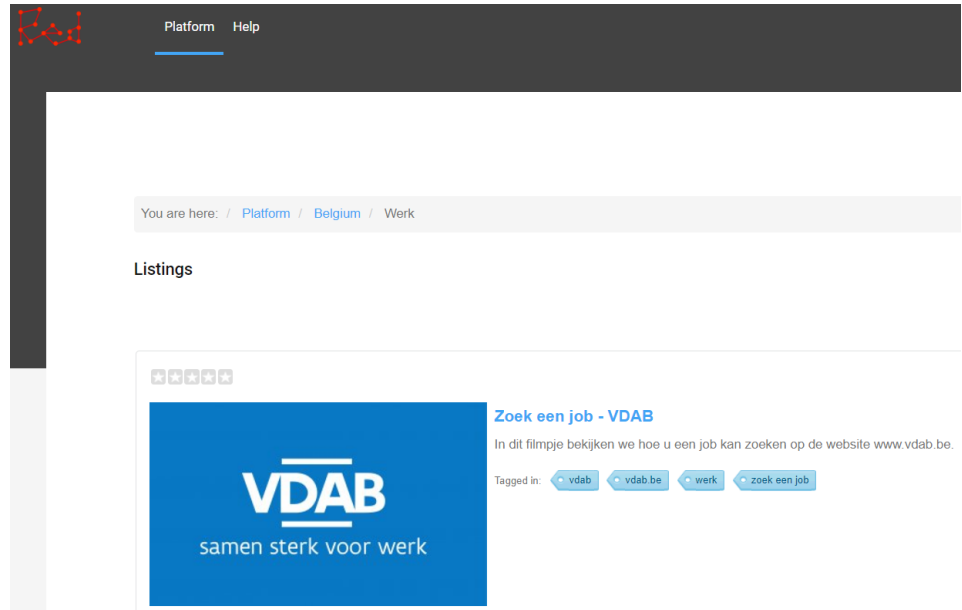 Platform Help
You are here: / Platform / Belgium / Werk
Listings
Zoek een job - VDAB
In dit filmpje bekijken we hoe u een job kan zoeken op de website www.vdab.be.
Tagged in: vdab vdab.be werk zoek een job
VDAB
samen sterk voor werk